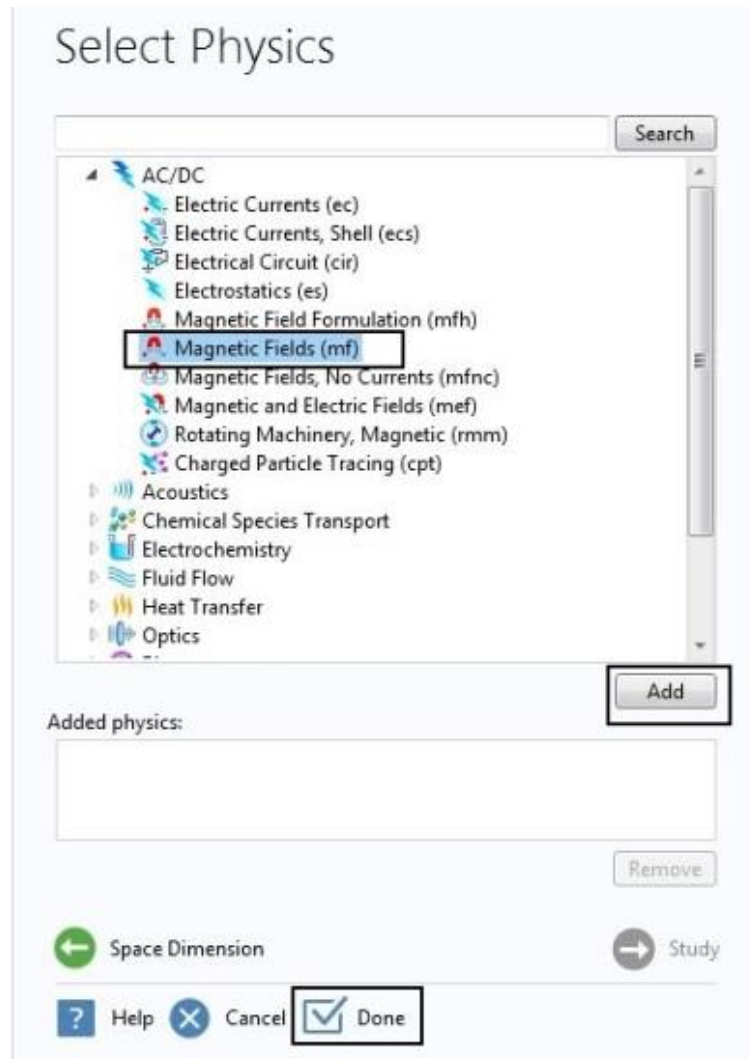 Select Physics
Search
AC/DC
Electric Currents (ec)
Electric Currents, Shell (ecs)
Electrical Circuit (cir)
Electrostatics (es)
Magnetic Field Formulation (mfh)
Magnetic Fields (mf)
Magnetic Fields, No Currents (mfnc)
Magnetic and Electric Fields (mef)
Rotating Machinery, Magnetic (rmm)
Charged Particle Tracing (cpt)
Acoustics
Chemical Species Transport
Electrochemistry
Fluid Flow
Heat Transfer
Optics
Add
Added physics:
Remove
Space Dimension Study
? Help Cancel Done